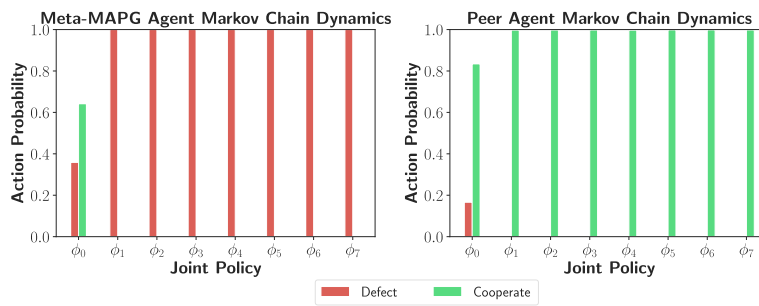 Meta-MAPG Agent Markov Chain Dynamics
Action Probability
1.0
0.8
0.6
0.4
0.2
0.0
ϕ₀ ϕ₁ ϕ₂ ϕ₃ ϕ₄ ϕ₅ ϕ₆ ϕ₇
Joint Policy
Peer Agent Markov Chain Dynamics
Action Probability
1.0
0.8
0.6
0.4
0.2
0.0
ϕ₀ ϕ₁ ϕ₂ ϕ₃ ϕ₄ ϕ₅ ϕ₆ ϕ₇
Joint Policy
Defect Cooperate